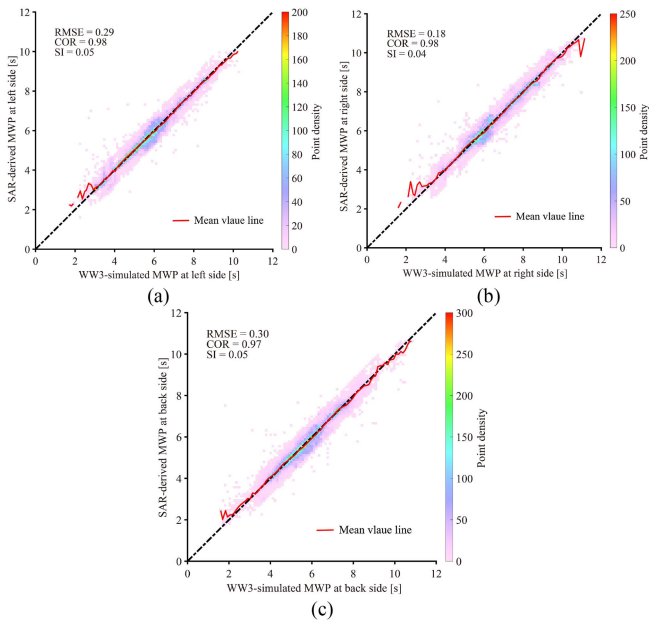 RMSE = 0.29
COR = 0.98
SI = 0.05
SAR-derived MWP at left side [s]
12
10
8
6
4
2
0
0 2 4 6 8 10 12
WW3-simulated MWP at left side [s]
Mean vlaue line
200
180
160
140
120
100
80
60
40
20
0
Point density
(a)
RMSE = 0.18
COR = 0.98
SI = 0.04
SAR-derived MWP at right side [s]
12
10
8
6
4
2
0
0 2 4 6 8 10 12
WW3-simulated MWP at right side [s]
Mean vlaue line
250
200
150
100
50
0
Point density
(b)
RMSE = 0.30
COR = 0.97
SI = 0.05
SAR-derived MWP at back side [s]
12
10
8
6
4
2
0
0 2 4 6 8 10 12
WW3-simulated MWP at back side [s]
Mean vlaue line
300
250
200
150
100
50
0
Point density
(c)